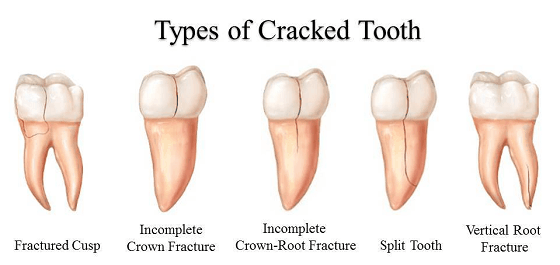 Types of Cracked Tooth
Fractured Cusp
Incomplete
Crown Fracture
Incomplete
Crown-Root Fracture
Split Tooth
Vertical Root
Fracture